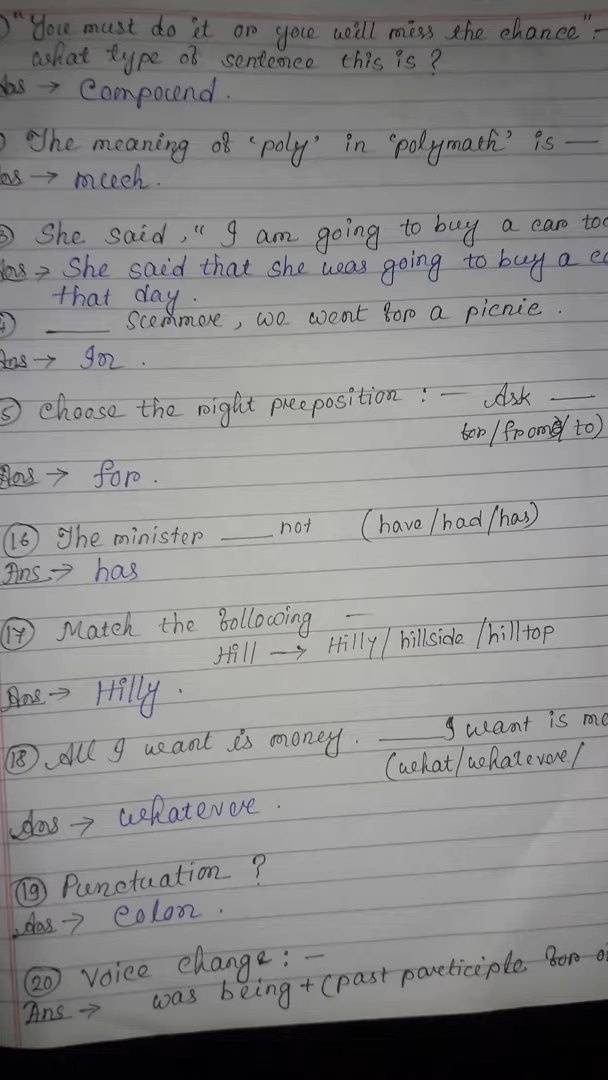 ) "You must do it or you will miss the chance" -
what type of sentence this is?
Ans → Compound.
) The meaning of 'poly' in 'polymath' is —
Ans → much.
3) She said, " I am going to buy a car
Ans → She said that she was going to buy a
that day.
4) ____ Summer, we went for a picnic.
Ans → In.
5) Choose the right preposition : — Ask —
for/from/to)
Ans → for.
(16) The minister ____ not (have/had/has)
Ans → has
(17) Match the following —
Hill → Hilly/hillside/hilltop
Ans → Hilly.
(18) All I want is money. ____ I want is
(what/whatever/
Ans → whatever.
(19) Punctuation ?
Ans → Colon.
(20) Voice change : -
Ans → was being + (past participle for